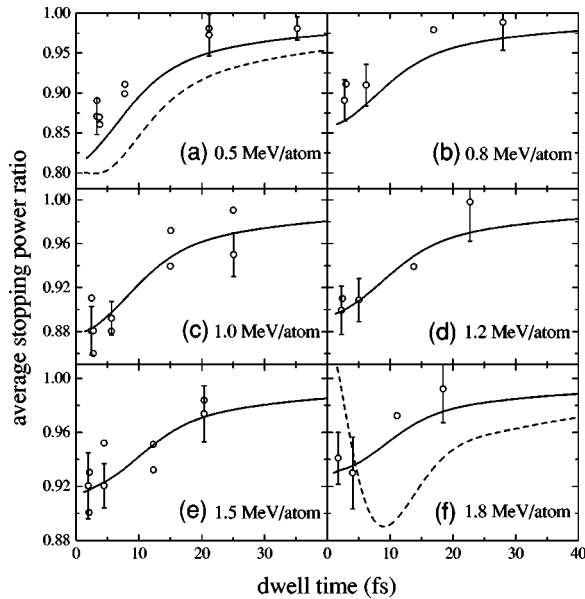 1.00
0.95
0.90
0.85
0.80
(a) 0.5 MeV/atom
(b) 0.8 MeV/atom
average stopping power ratio
1.00
0.96
0.92
0.88
(c) 1.0 MeV/atom
(d) 1.2 MeV/atom
1.00
0.96
0.92
0.88
(e) 1.5 MeV/atom
(f) 1.8 MeV/atom
0 10 20 30 0 10 20 30 40
dwell time (fs)